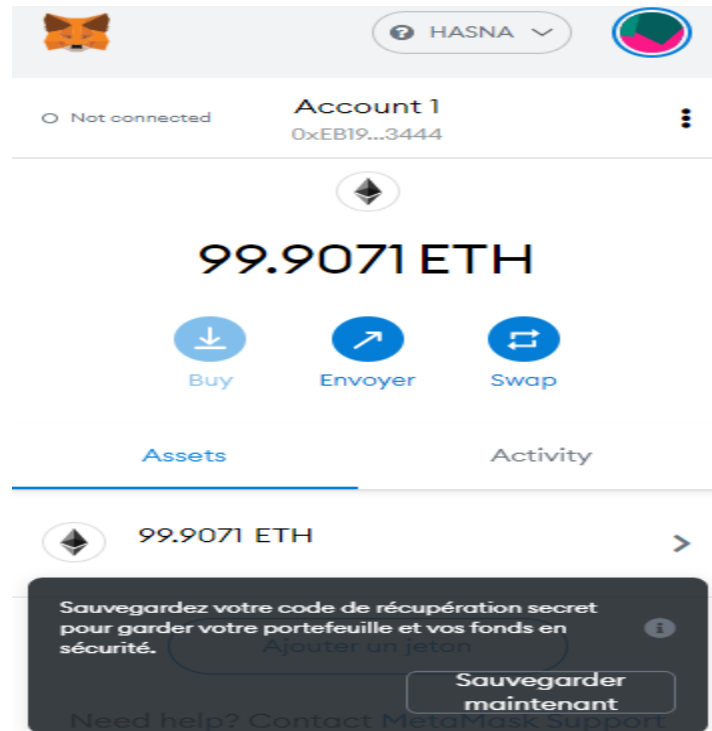 HASNA
Not connected
Account 1
0xEB19...3444
99.9071 ETH
Buy
Envoyer
Swap
Assets
Activity
99.9071 ETH
Sauvegardez votre code de récupération secret
pour garder votre portefeuille et vos fonds en
sécurité.
Ajouter un jeton
Sauvegarder
maintenant
Need help? Contact MetaMask Support